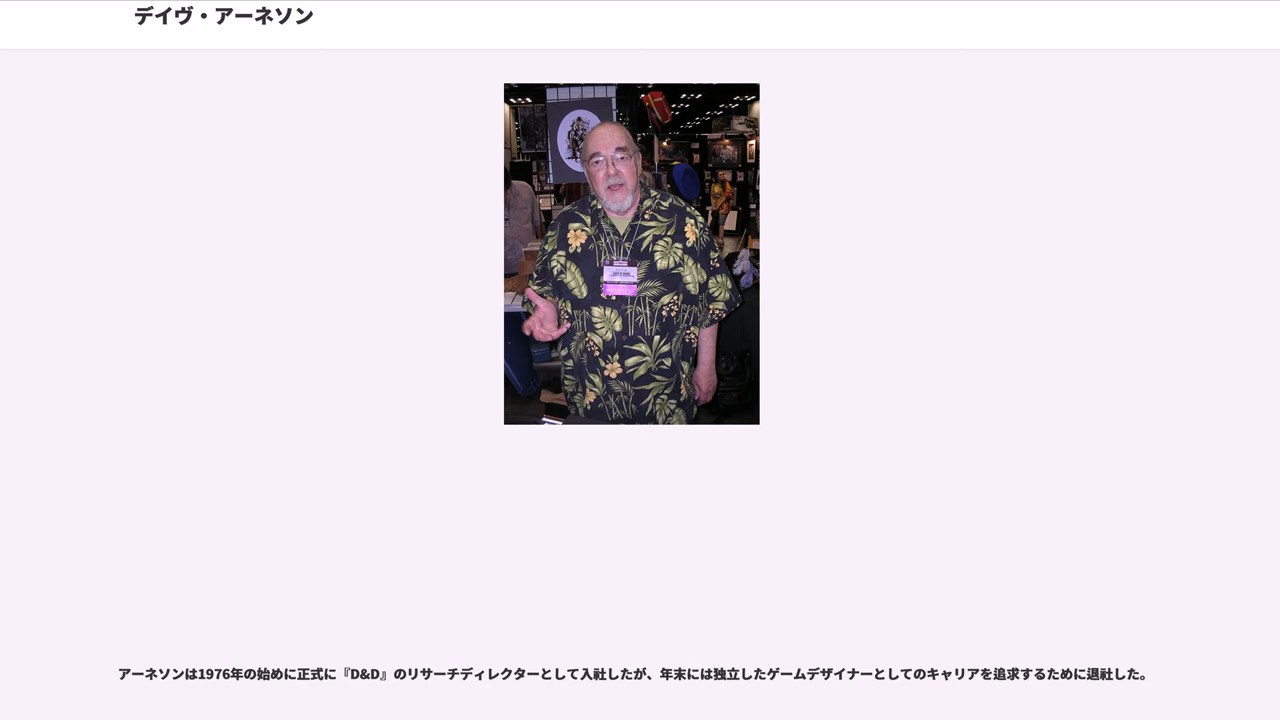 デイヴ・アーネソン
アーネソンは1976年の始めに正式に『D&D』のリサーチディレクターとして入社したが、年末には独立したゲームデザイナーとしてのキャリアを追求するために退社した。